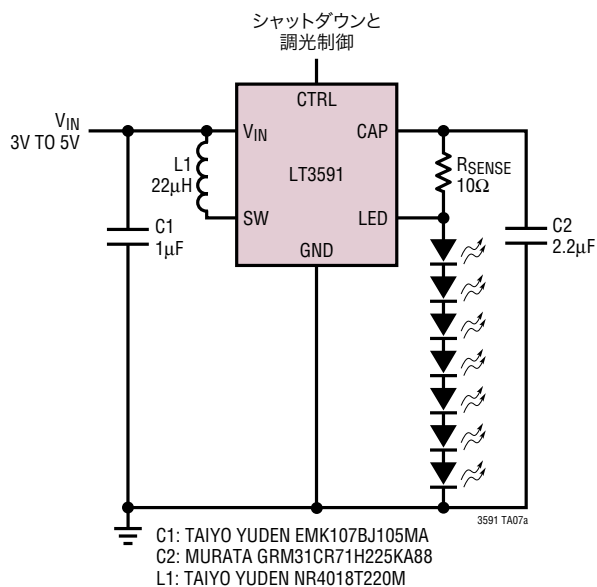 シャットダウンと
調光制御
CTRL
VIN
3V TO 5V
VIN
CAP
L1
22μH
LT3591
RSENSE
10Ω
SW
LED
C1
1μF
GND
C2
2.2μF
3591 TA07a
C1: TAIYO YUDEN EMK107BJ105MA
C2: MURATA GRM31CR71H225KA88
L1: TAIYO YUDEN NR4018T220M